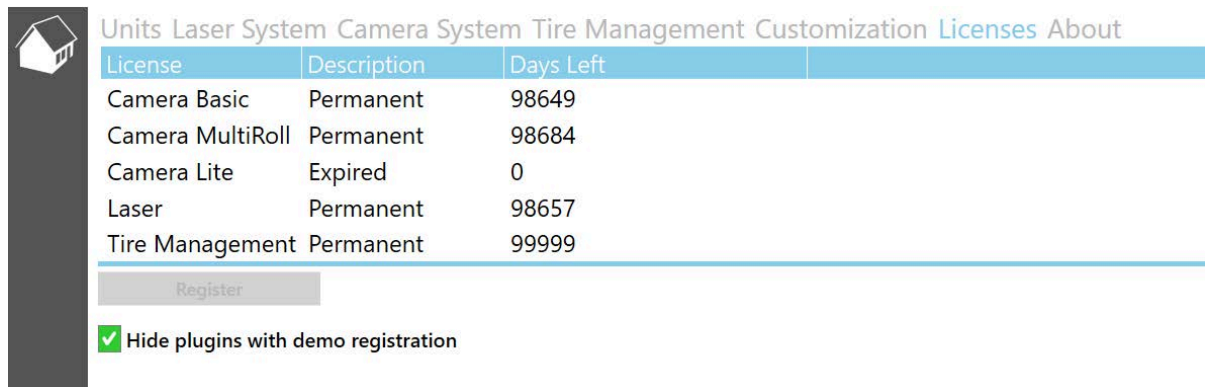 Units Laser System Camera System Tire Management Customization Licenses About
License Description Days Left
Camera Basic Permanent 98649
Camera MultiRoll Permanent 98684
Camera Lite Expired 0
Laser Permanent 98657
Tire Management Permanent 99999
Register
Hide plugins with demo registration